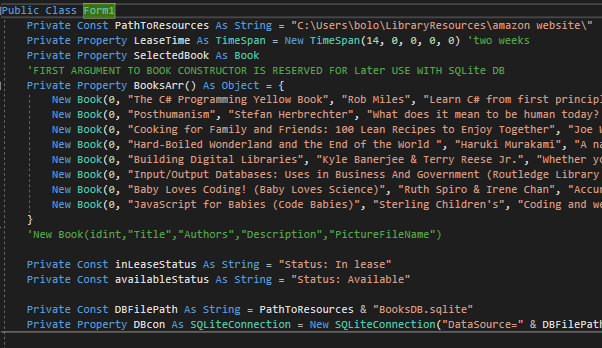 Public Class Form1
Private Const PathToResources As String = "C:\Users\bolo\LibraryResources\amazon website\"
Private Property LeaseTime As TimeSpan = New TimeSpan(14, 0, 0, 0, 0) 'two weeks
Private Property SelectedBook As Book
'FIRST ARGUMENT TO BOOK CONSTRUCTOR IS RESERVED FOR Later USE WITH SQLite DB
Private Property BooksArr() As Object = {
New Book(0, "The C# Programming Yellow Book", "Rob Miles", "Learn C# from first
New Book(0, "Posthumanism", "Stefan Herbrechter", "What does it mean to be human today?
New Book(0, "Cooking for Family and Friends: 100 Lean Recipes to Enjoy Together", "Joe
New Book(0, "Hard-Boiled Wonderland and the End of the World ", "Haruki Murakami", "A
New Book(0, "Building Digital Libraries", "Kyle Banerjee & Terry Reese Jr.", "Whether
New Book(0, "Input/Output Databases: Uses in Business And Government (Routledge Library
New Book(0, "Baby Loves Coding! (Baby Loves Science)", "Ruth Spiro & Irene Chan",
New Book(0, "JavaScript for Babies (Code Babies)", "Sterling Children's", "Coding and
}
'New Book(idint,"Title","Authors","Description","PictureFileName")
Private Const inLeaseStatus As String = "Status: In lease"
Private Const availableStatus As String = "Status: Available"
Private Const DBFilePath As String = PathToResources & "BooksDB.sqlite"
Private Property DBcon As SQLiteConnection = New SQLiteConnection("DataSource=" &